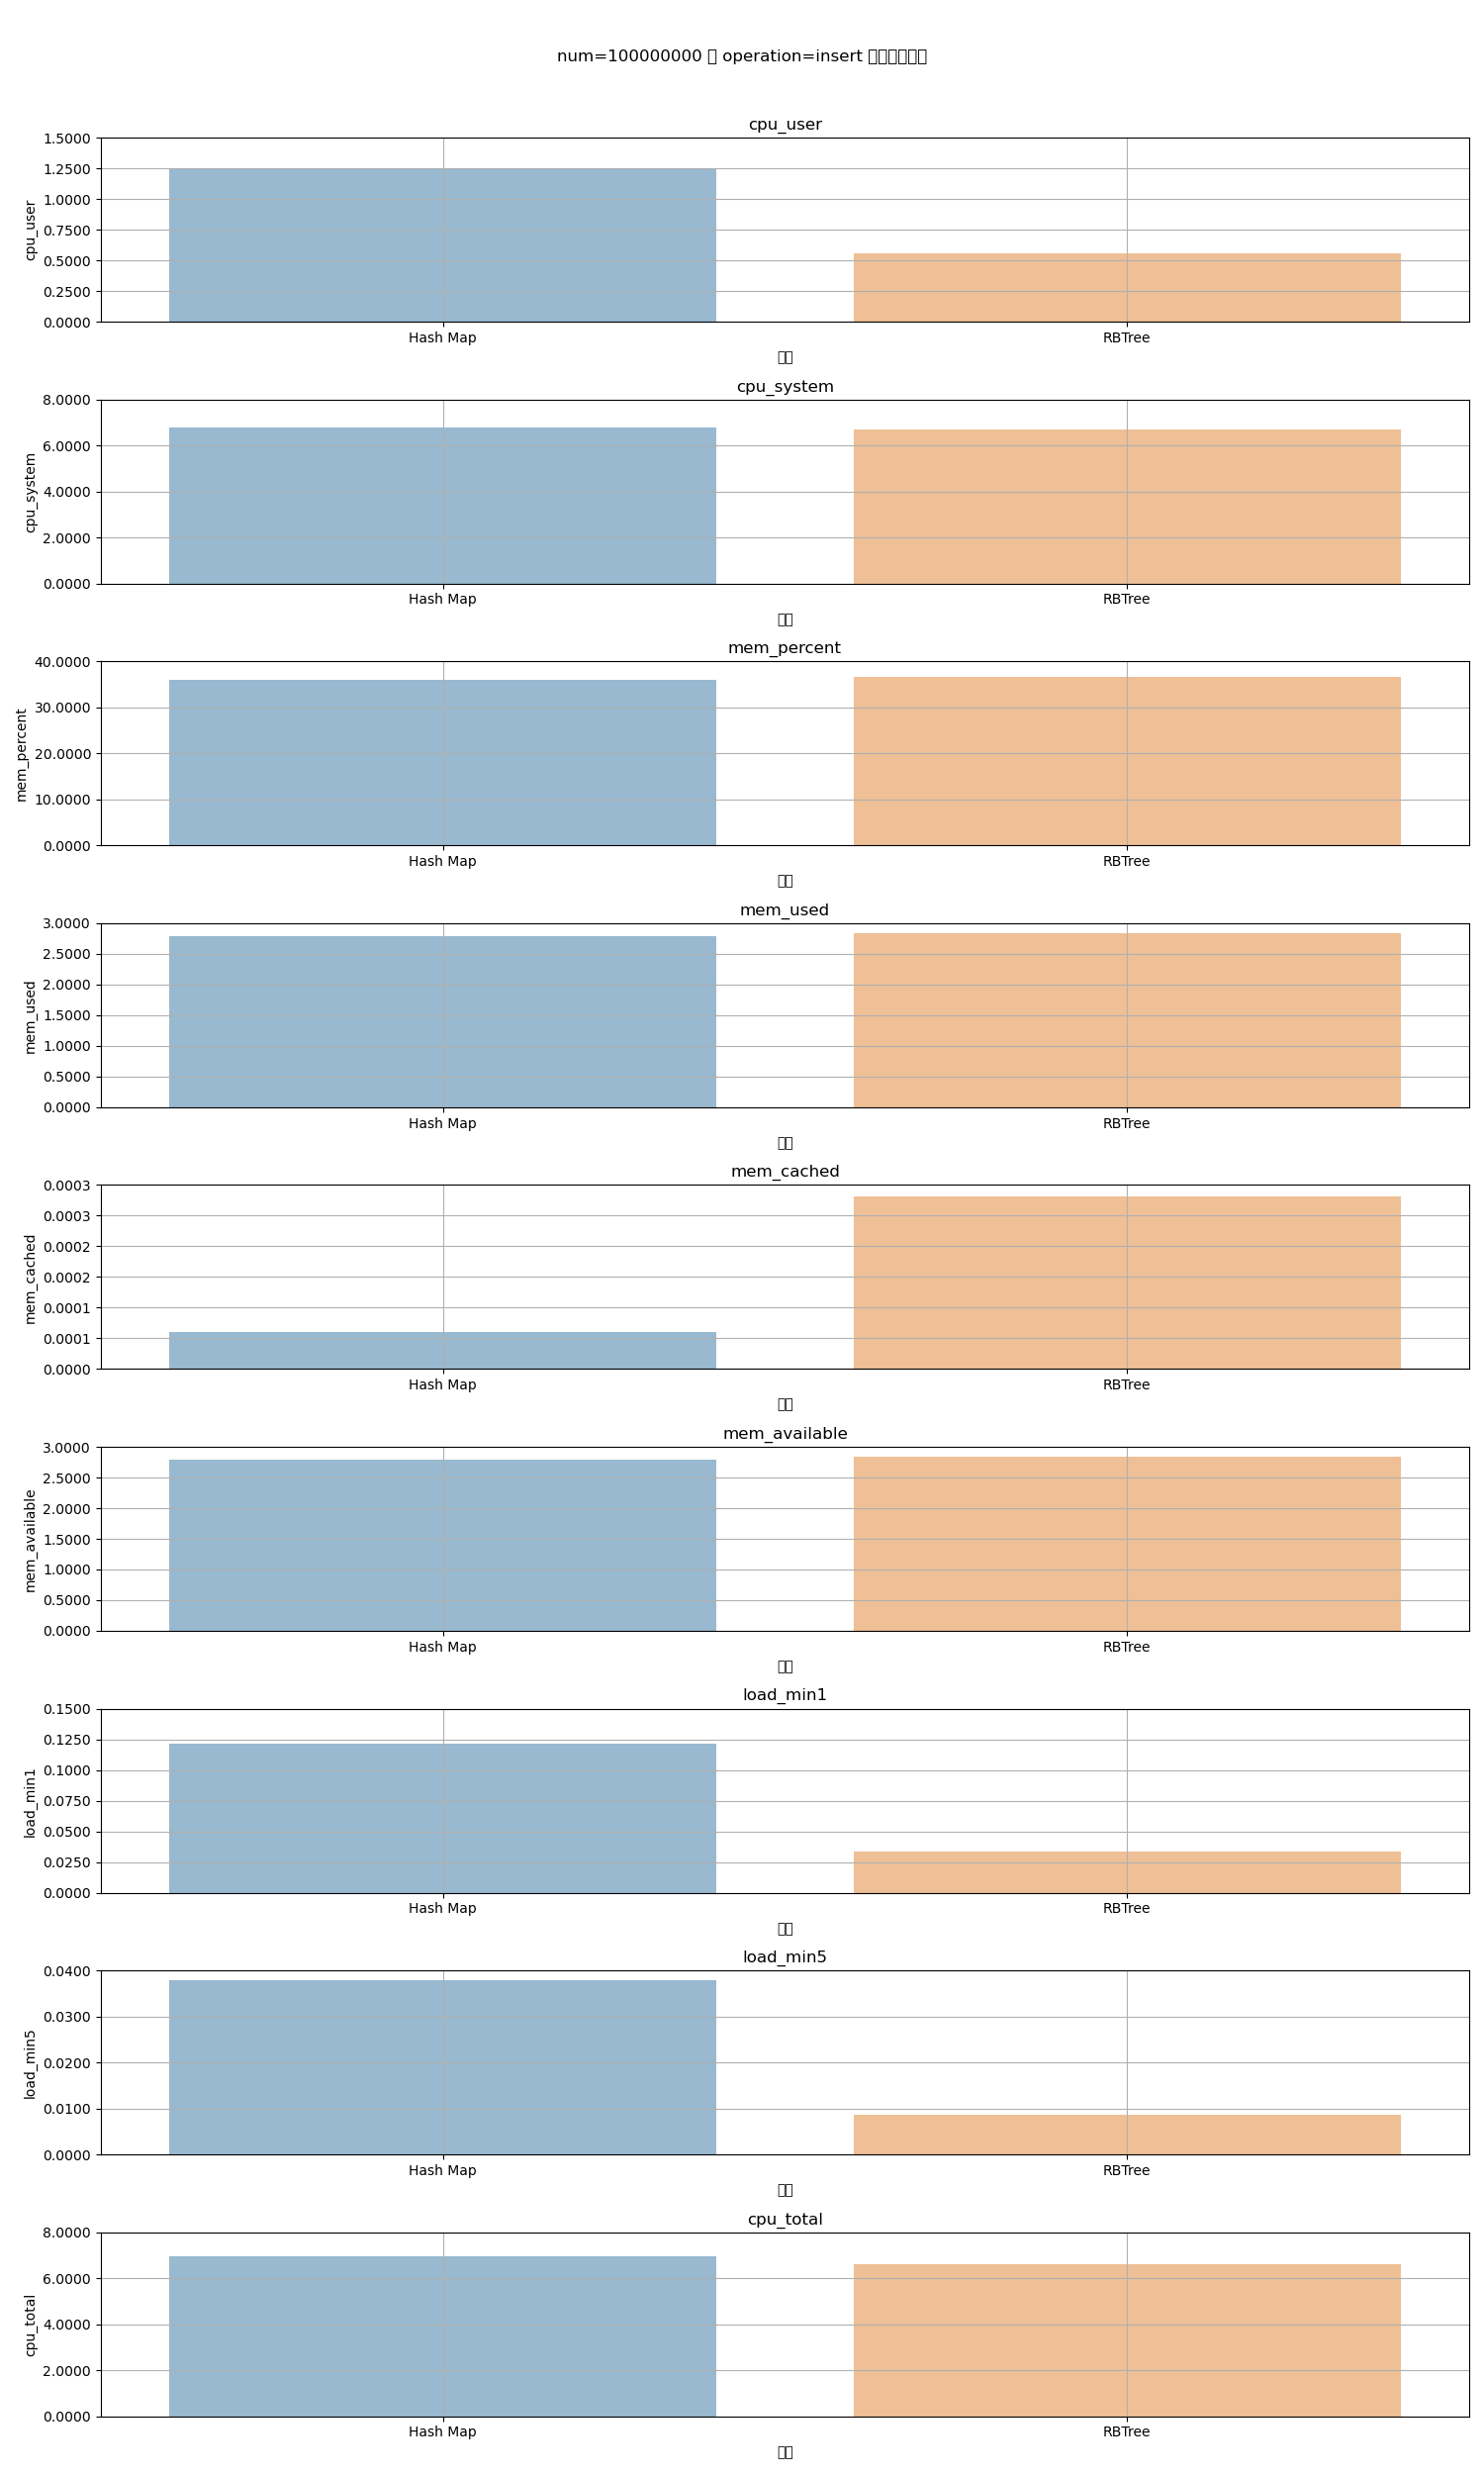 num=100000000 operation=insert
cpu_user
1.5000
1.2500
1.0000
0.7500
0.5000
0.2500
0.0000
cpu_user
Hash Map RBTree
cpu_system
8.0000
6.0000
4.0000
2.0000
0.0000
cpu_system
Hash Map RBTree
mem_percent
40.0000
30.0000
20.0000
10.0000
0.0000
mem_percent
Hash Map RBTree
mem_used
3.0000
2.5000
2.0000
1.5000
1.0000
0.5000
0.0000
mem_used
Hash Map RBTree
mem_cached
0.0003
0.0003
0.0002
0.0002
0.0001
0.0001
0.0000
mem_cached
Hash Map RBTree
mem_available
3.0000
2.5000
2.0000
1.5000
1.0000
0.5000
0.0000
mem_available
Hash Map RBTree
load_min1
0.1500
0.1250
0.1000
0.0750
0.0500
0.0250
0.0000
load_min1
Hash Map RBTree
load_min5
0.0400
0.0300
0.0200
0.0100
0.0000
load_min5
Hash Map RBTree
cpu_total
8.0000
6.0000
4.0000
2.0000
0.0000
cpu_total
Hash Map RBTree